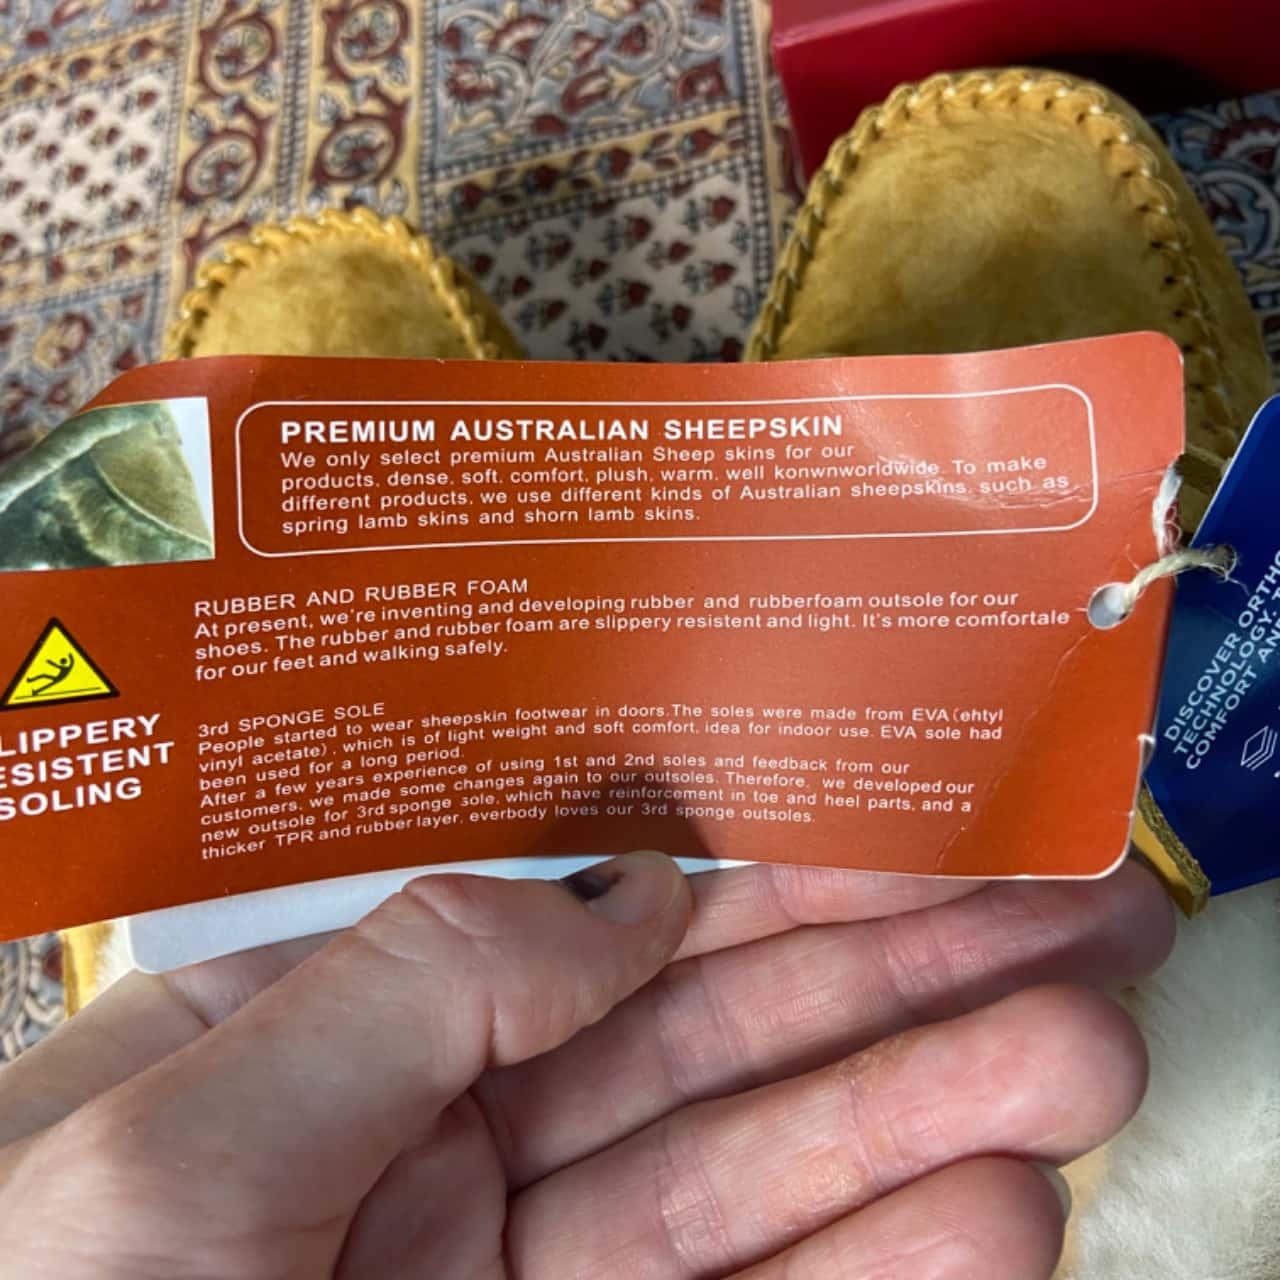 PREMIUM AUSTRALIAN SHEEPSKIN
We only select premium Australian Sheep skins for our
products, dense, soft, comfort, plush, warm, well konwnworldwide. To make
different products, we use different kinds of Australian sheepskins, such as
spring lamb skins and shorn lamb skins.
RUBBER AND RUBBER FOAM
At present, we're inventing and developing rubber and rubberfoam outsole for our
shoes. The rubber and rubber foam are slippery resistent and light. It's more comfortale
for our feet and walking safely.
LIPPERY
ESISTENT
SOLING
3rd SPONGE SOLE
People started to wear sheepskin footwear in doors.The soles were made from EVA(ehtyl
vinyl acetate), which is of light weight and soft comfort, idea for indoor use. EVA sole had
been used for a long period.
After a few years experience of using 1st and 2nd soles and feedback from our
customers, we made some changes again to our outsoles. Therefore, we developed our
new outsole for 3rd sponge sole, which have reinforcement in toe and heel parts, and a
thicker TPR and rubber layer, everbody loves our 3rd sponge outsoles.
DISCOVER ORTHO
TECHNOLOGY,
COMFORT AN